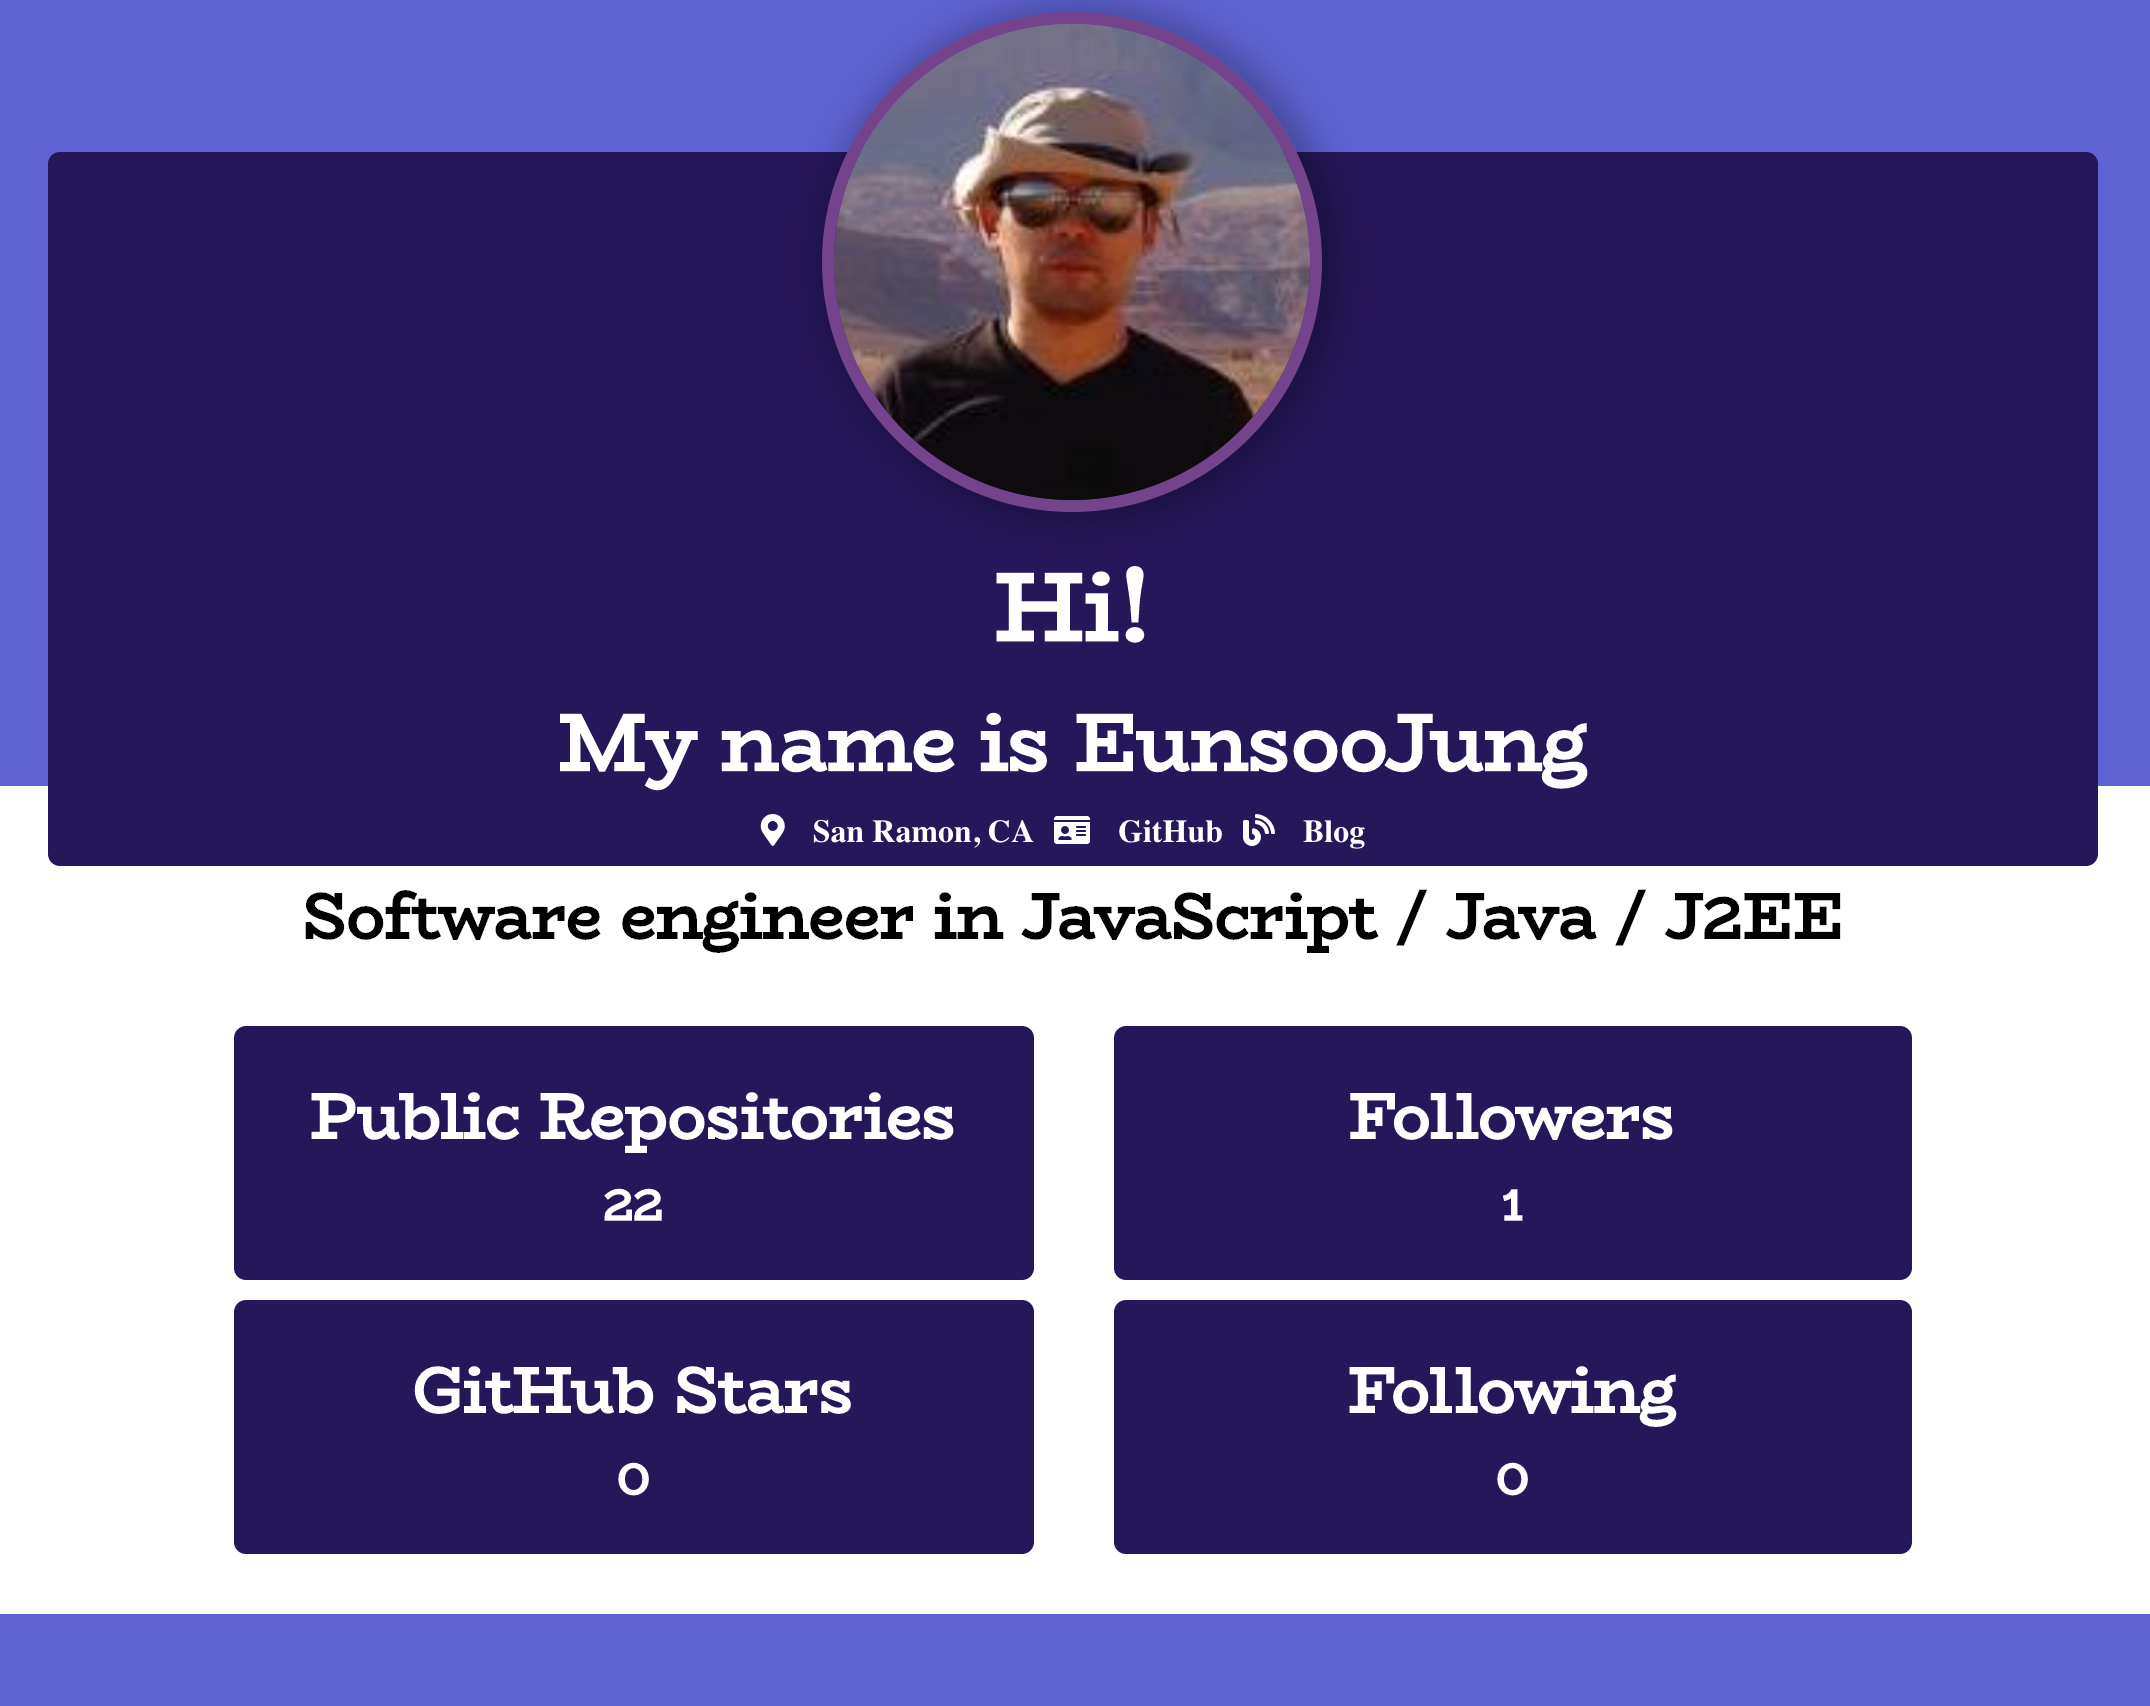 Hi!
My name is EunsooJung
San Ramon, CA GitHub Blog
Software engineer in JavaScript / Java / J2EE
Public Repositories
22
Followers
1
GitHub Stars
0
Following
0